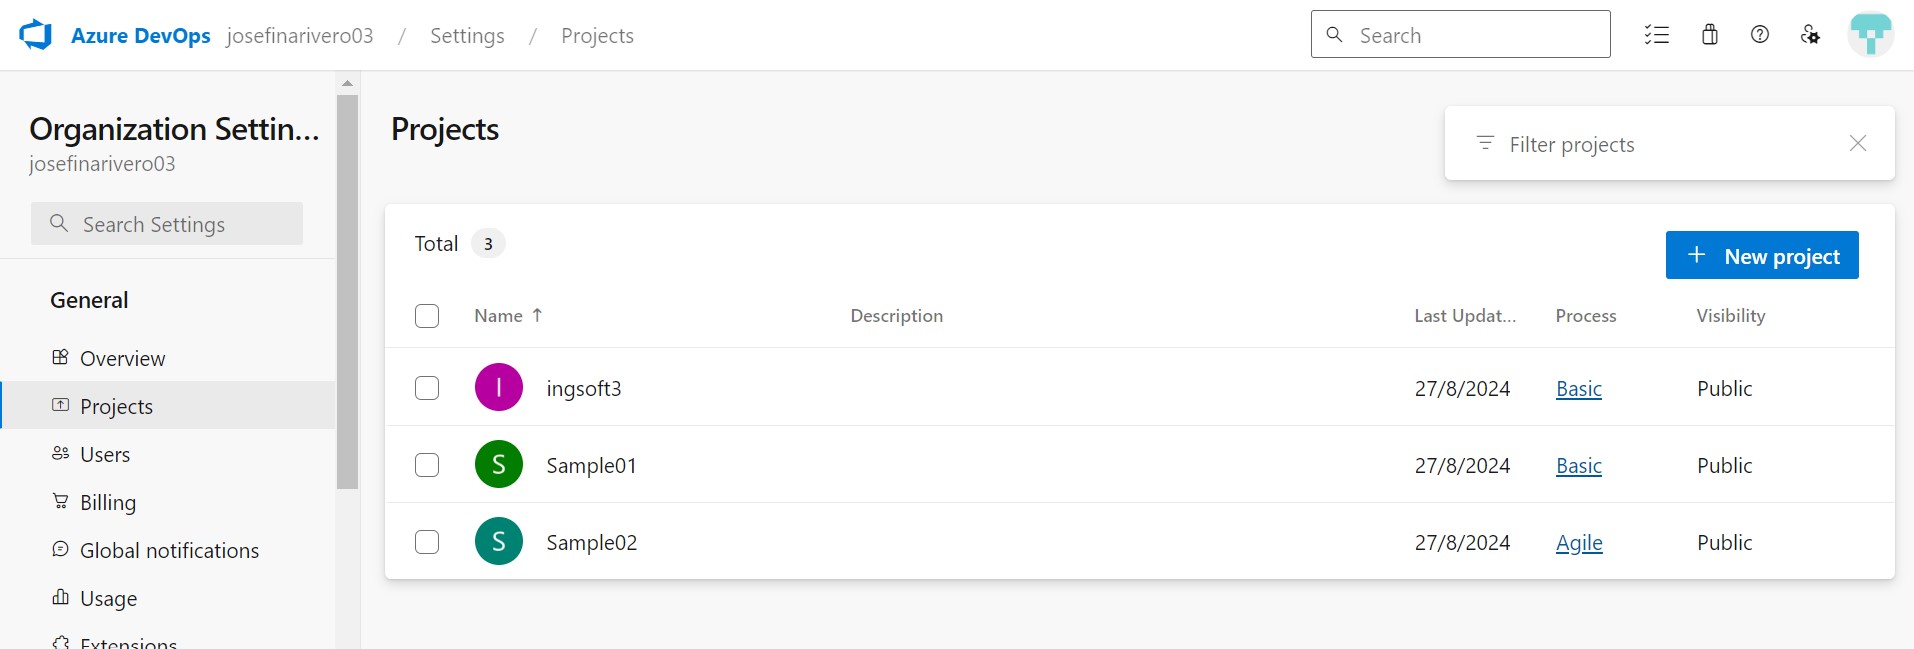 Azure DevOps josefinarivero03 / Settings / Projects Search
Organization Settin...
josefinarivero03
Search Settings
General
Overview
Projects
Users
Billing
Global notifications
Usage
Extensions
Projects
Filter projects
Total 3
+ New project
Name ↑ Description Last Updat... Process Visibility
I ingsoft3 27/8/2024 Basic Public
S Sample01 27/8/2024 Basic Public
S Sample02 27/8/2024 Agile Public